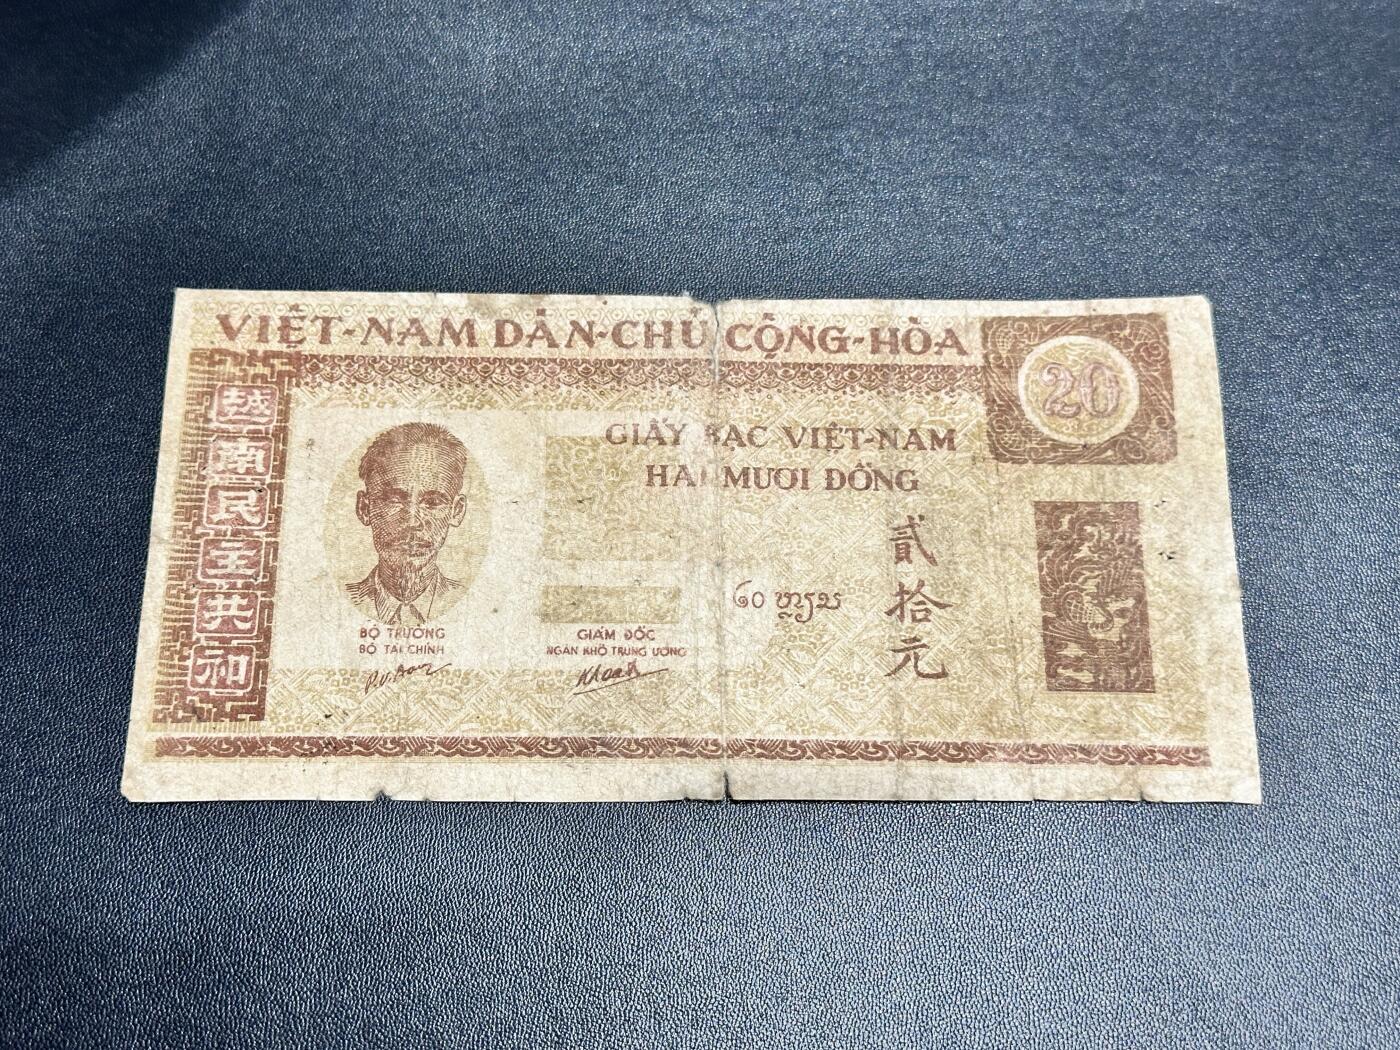 VIỆT-NAM DÂN-CHỦ CỘNG-HÒA
20
越南民主共和
GIẤY BẠC VIỆT-NAM
HAI MƯƠI ĐỒNG
貳拾元
BỘ TRƯỞNG
BỘ TÀI CHÍNH
GIÁM ĐỐC
NGÂN KHỐ TRUNG ƯƠNG